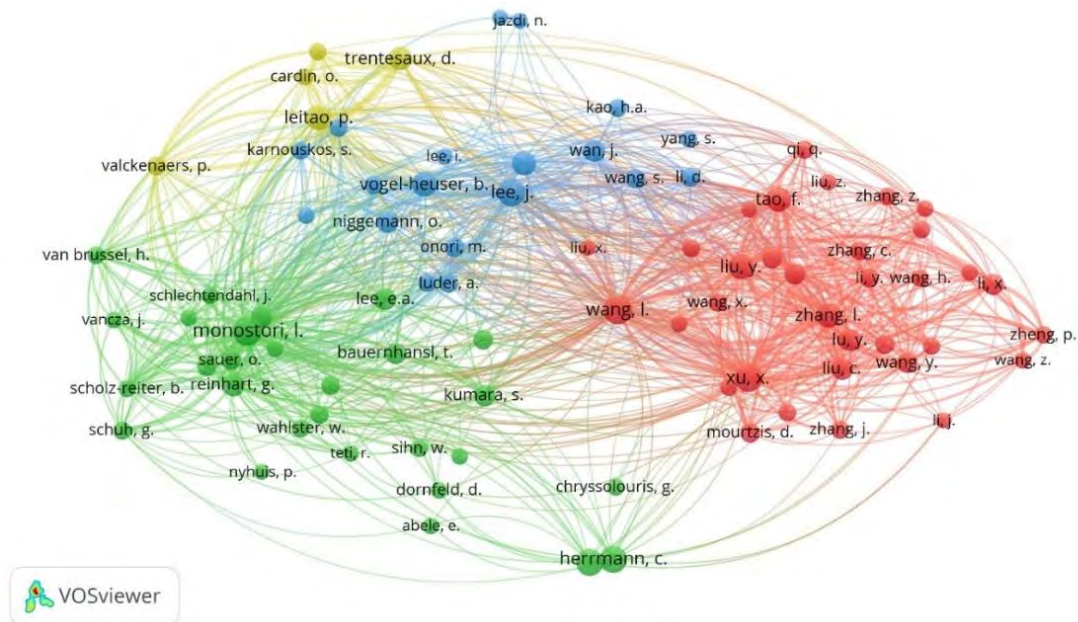 jazdi, n.
trentesaux, d.
cardin, o.
leitao, p.
kao, h.a.
karnouskos, s.
lee, i.
wan, j.
yang, s.
qi, q.
valckenaers, p.
vogel-heuser, b.
lee, j.
wang, s.
li, d.
tao, f.
liu, z.
zhang, z.
niggemann, o.
onori, m.
liu, x.
zhang, c.
van brussel, h.
luder, a.
liu, y.
li, y.
wang, h.
li, x.
schlechtendahl, j.
lee, e.a.
wang, l.
wang, x.
zhang, l.
vancza, j.
monostori, l.
zheng, p.
lu, y.
bauernhansl, t.
sauer, o.
wang, y.
wang, z.
liu, c.
scholz-reiter, b.
reinhart, g.
kumara, s.
xu, x.
schuh, g.
wahlster, w.
mourtzis, d.
zhang, j.
li, j.
teti, r.
sihn, w.
nyhuis, p.
dornfeld, d.
chryssolouris, g.
abele, e.
herrmann, c.
VOSviewer